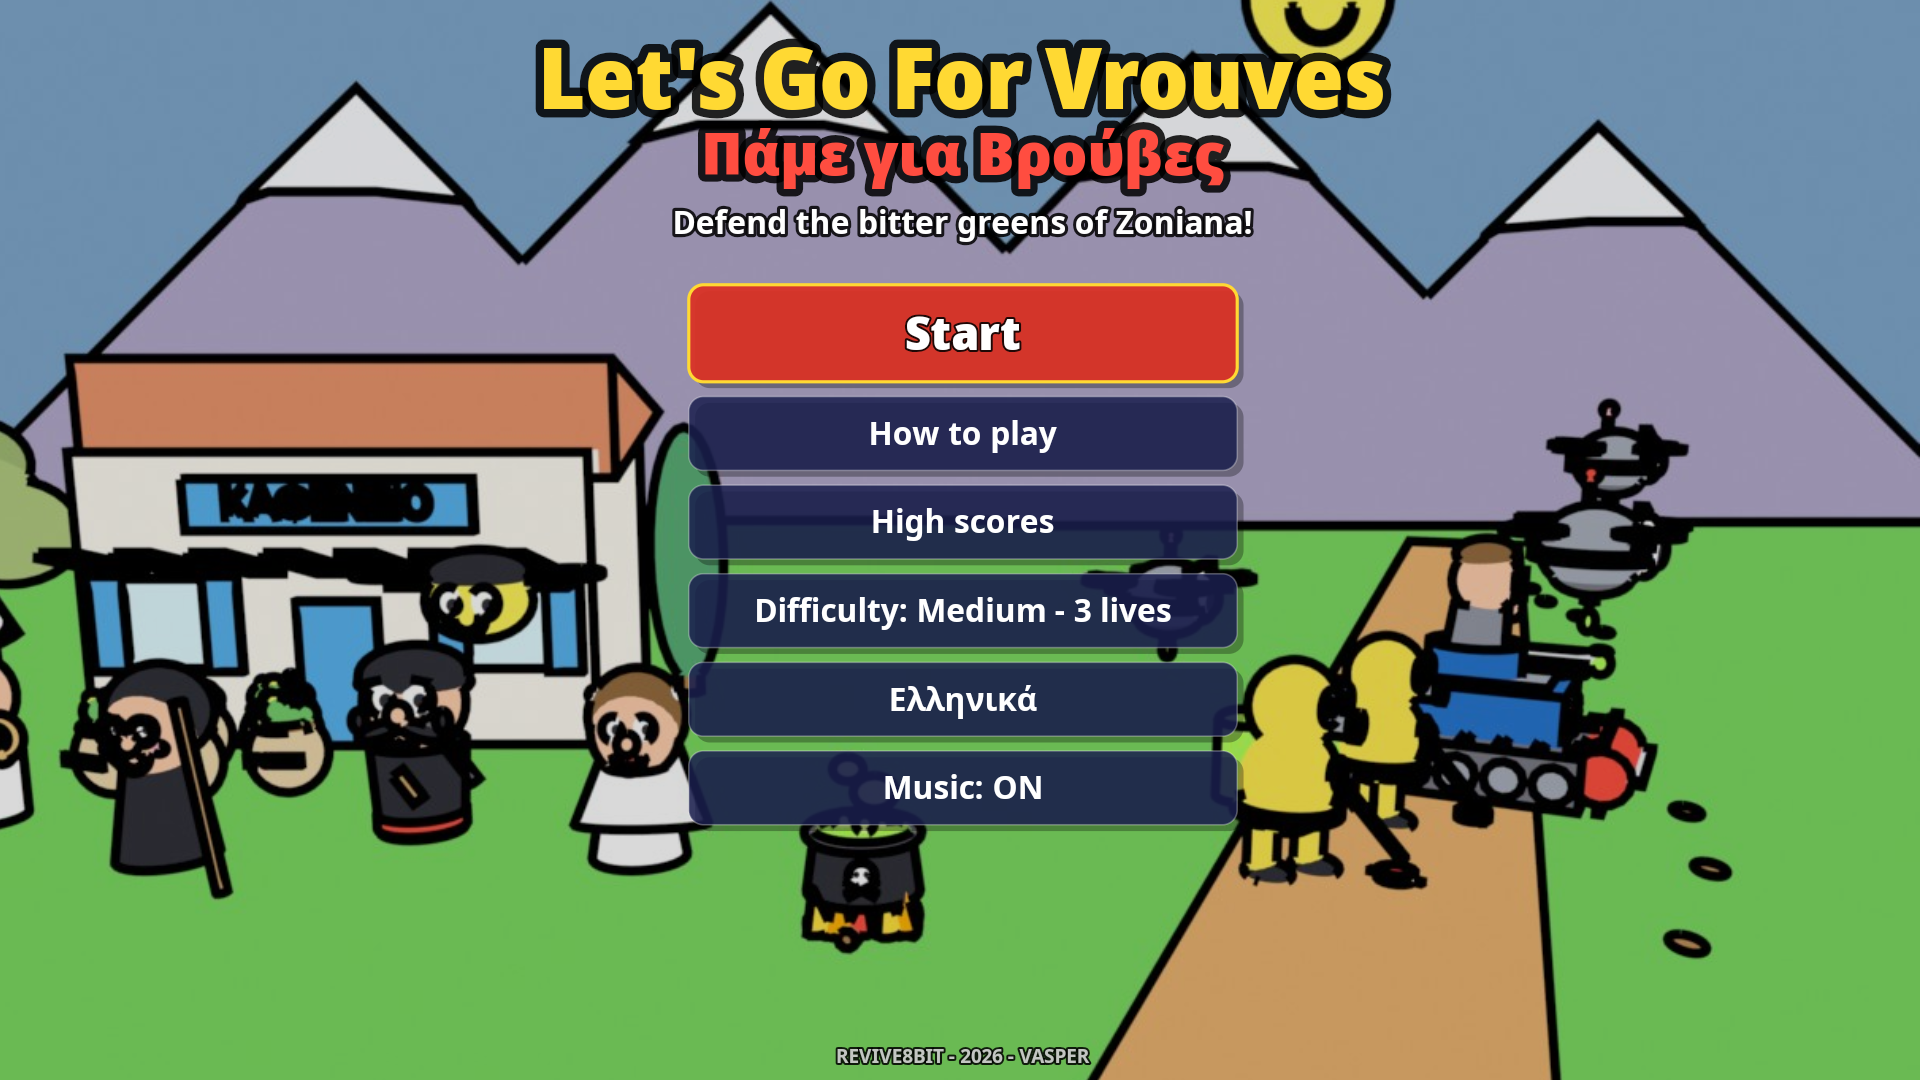 Let's Go For Vrouves
Πάμε για Βρούβες
Defend the bitter greens of Zoniana!
Start
How to play
High scores
Difficulty: Medium - 3 lives
Ελληνικά
Music: ON
REVIVE8BIT - 2026 - VASPER